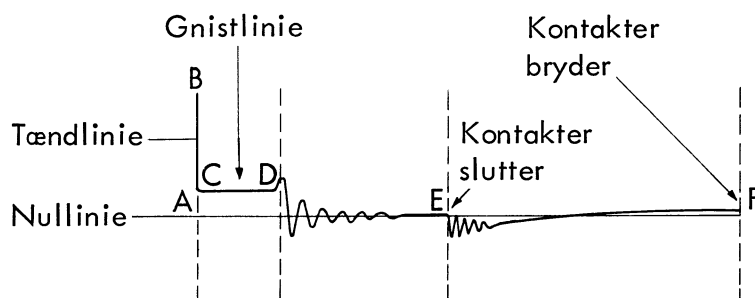 Gnistlinie
Kontakter
bryder
B
Tændlinie
Kontakter
slutter
C
D
A
E
F
Nullinie